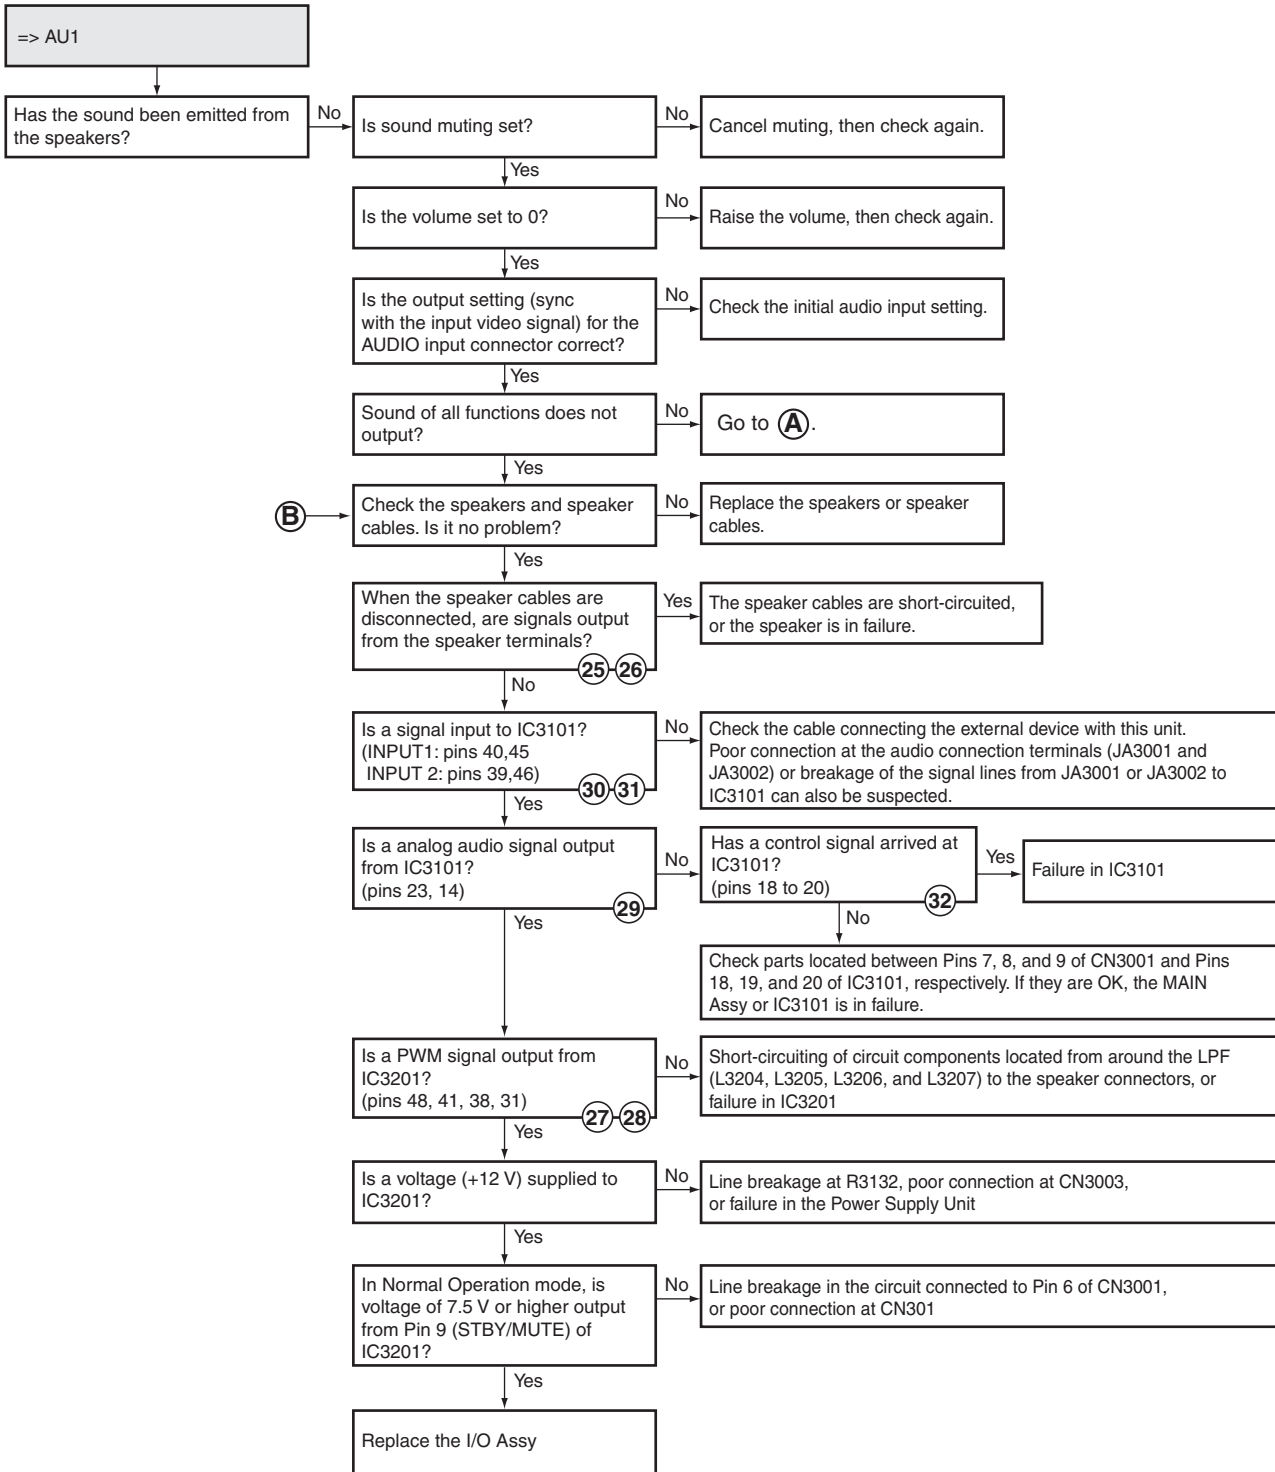 => AU1
Has the sound been emitted from
the speakers?
No
Is sound muting set?
No
Cancel muting, then check again.
Yes
Is the volume set to 0?
No
Raise the volume, then check again.
Yes
Is the output setting (sync
with the input video signal) for the
AUDIO input connector correct?
No
Check the initial audio input setting.
Yes
Sound of all functions does not
output?
No
Go to A.
Yes
B
Check the speakers and speaker
cables. Is it no problem?
No
Replace the speakers or speaker
cables.
Yes
When the speaker cables are
disconnected, are signals output
from the speaker terminals?
25 26
Yes
The speaker cables are short-circuited,
or the speaker is in failure.
No
Is a signal input to IC3101?
(INPUT1: pins 40,45
INPUT 2: pins 39,46)
30 31
No
Check the cable connecting the external device with this unit.
Poor connection at the audio connection terminals (JA3001 and
JA3002) or breakage of the signal lines from JA3001 or JA3002 to
IC3101 can also be suspected.
Yes
Is a analog audio signal output
from IC3101?
(pins 23, 14)
29
No
Has a control signal arrived at
IC3101?
(pins 18 to 20)
32
Yes
Failure in IC3101
No
Check parts located between Pins 7, 8, and 9 of CN3001 and Pins
18, 19, and 20 of IC3101, respectively. If they are OK, the MAIN
Assy or IC3101 is in failure.
Yes
Is a PWM signal output from
IC3201?
(pins 48, 41, 38, 31)
27 28
No
Short-circuiting of circuit components located from around the LPF
(L3204, L3205, L3206, and L3207) to the speaker connectors, or
failure in IC3201
Yes
Is a voltage (+12 V) supplied to
IC3201?
No
Line breakage at R3132, poor connection at CN3003,
or failure in the Power Supply Unit
Yes
In Normal Operation mode, is
voltage of 7.5 V or higher output
from Pin 9 (STBY/MUTE) of
IC3201?
No
Line breakage in the circuit connected to Pin 6 of CN3001,
or poor connection at CN301
Yes
Replace the I/O Assy